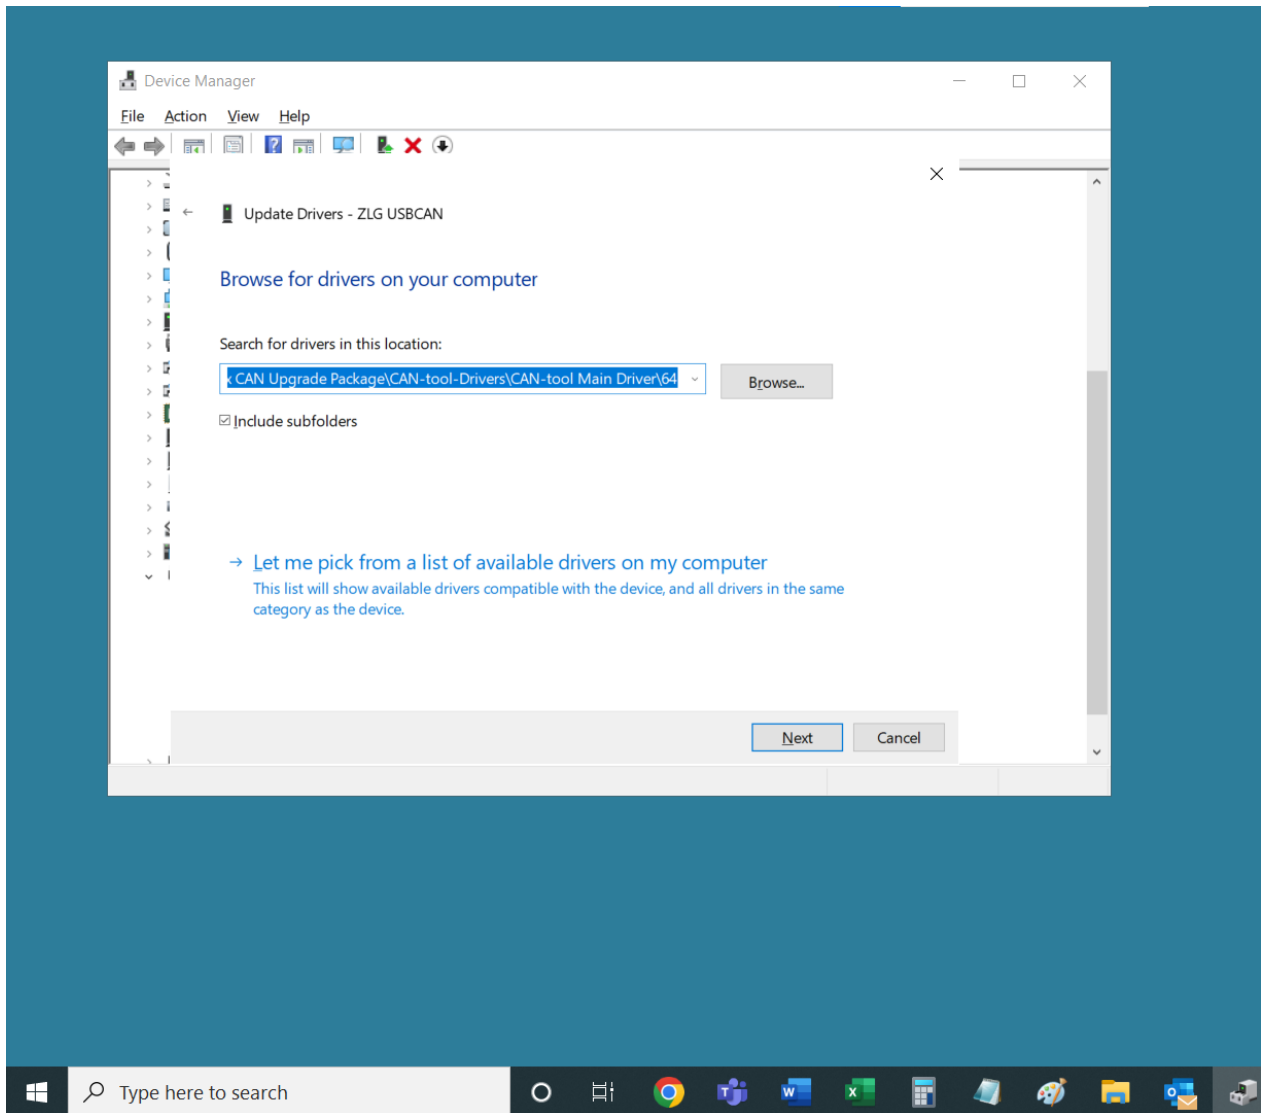 Device Manager
File Action View Help
Update Drivers - ZLG USBCAN
Browse for drivers on your computer
Search for drivers in this location:
CAN Upgrade Package\CAN-tool-Drivers\CAN-tool Main Driver\64
Browse...
Include subfolders
Let me pick from a list of available drivers on my computer
This list will show available drivers compatible with the device, and all drivers in the same
category as the device.
Next Cancel
Type here to search